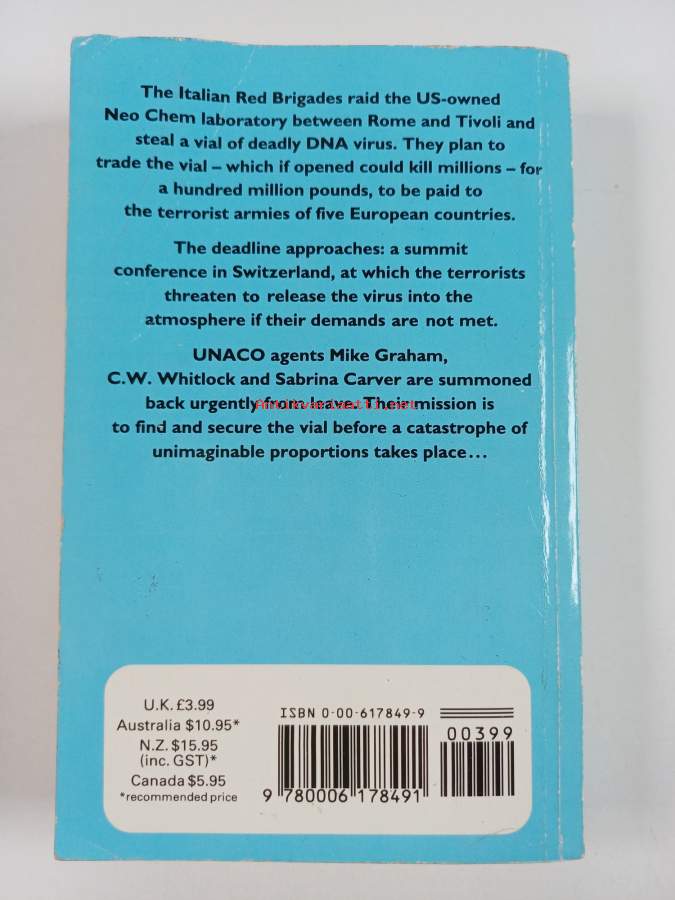 The Italian Red Brigades raid the US-owned
Neo Chem laboratory between Rome and Tivoli and
steal a vial of deadly DNA virus. They plan to
trade the vial – which if opened could kill millions – for
a hundred million pounds, to be paid to
the terrorist armies of five European countries.
The deadline approaches: a summit
conference in Switzerland, at which the terrorists
threaten to release the virus into the
atmosphere if their demands are not met.
UNACO agents Mike Graham,
C.W. Whitlock and Sabrina Carver are summoned
back urgently from leave. Their mission is
Antikvariaatti.net
to find and secure the vial before a catastrophe of
unimaginable proportions takes place...
U.K. £3.99
Australia $10.95*
N.Z. $15.95
(inc. GST)*
Canada $5.95
*recommended price
ISBN 0-00-617849-9
00399
9 780006 178491